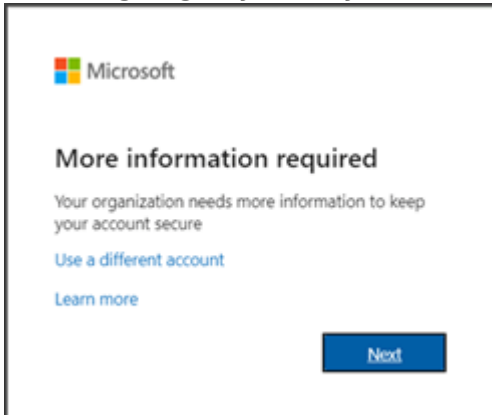 Microsoft
More information required
Your organization needs more information to keep
your account secure
Use a different account
Learn more
Next